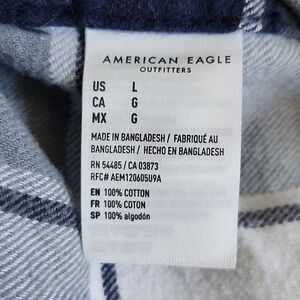 AMERICAN EAGLE
OUTFITTERS
US L
CA G
MX G
MADE IN BANGLADESH / FABRIQUÉ AU
BANGLADESH / HECHO EN BANGLADESH
RN 54485 / CA 03873
RFC# AEM120605U9A
EN 100% COTTON
FR 100% COTON
SP 100% algodón